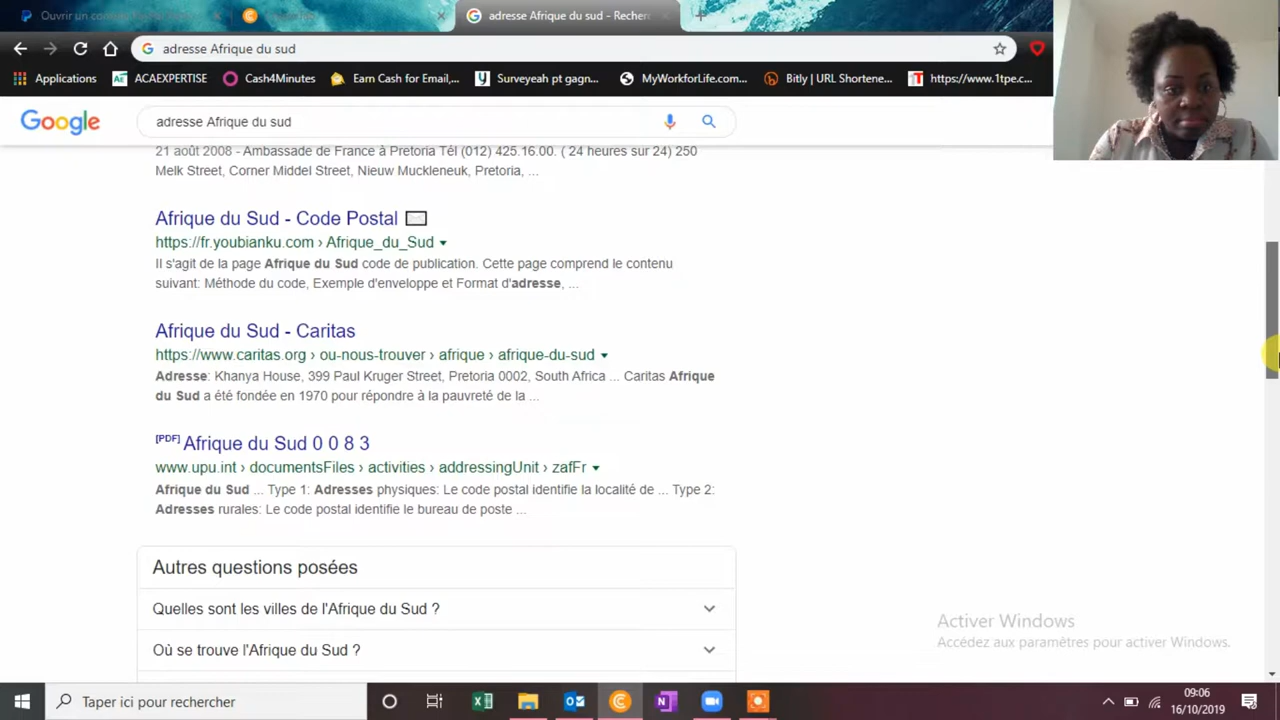 Ouvrir un com
adresse Afrique du sud - Recher
adresse Afrique du sud
Applications
ACAEXPERTISE
Cash4Minutes
Earn Cash for Email,...
Surveyeah pt gagn...
MyWorkforLife.com...
Bitly | URL Shortene...
https://www.1tpe.c...
Google
adresse Afrique du sud
21 août 2008 - Ambassade de France à Pretoria Tél (012) 425.16.00. ( 24 heures sur 24) 250
Melk Street, Corner Middel Street, Nieuw Muckleneuk, Pretoria, ...
Afrique du Sud - Code Postal
https://fr.youbianku.com › Afrique_du_Sud
Il s'agit de la page Afrique du Sud code de publication. Cette page comprend le contenu
suivant: Méthode du code, Exemple d'enveloppe et Format d'adresse, ...
Afrique du Sud - Caritas
https://www.caritas.org › ou-nous-trouver › afrique › afrique-du-sud
Adresse: Khanya House, 399 Paul Kruger Street, Pretoria 0002, South Africa ... Caritas Afrique
du Sud a été fondée en 1970 pour répondre à la pauvreté de la ...
[PDF] Afrique du Sud 0 0 8 3
www.upu.int › documentsFiles › activities › addressingUnit › zafFr
Afrique du Sud ... Type 1: Adresses physiques: Le code postal identifie la localité de ... Type 2:
Adresses rurales: Le code postal identifie le bureau de poste ...
Autres questions posées
Quelles sont les villes de l'Afrique du Sud ?
Où se trouve l'Afrique du Sud ?
Activer Windows
Accédez aux paramètres pour activer Windows.
Taper ici pour rechercher
09:06
16/10/2019